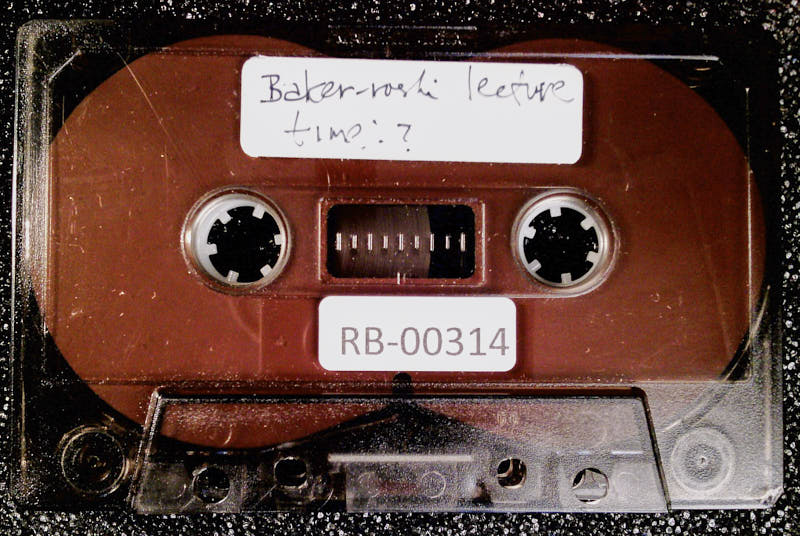 Baker-roshi lecture
time: ?
RB-00314